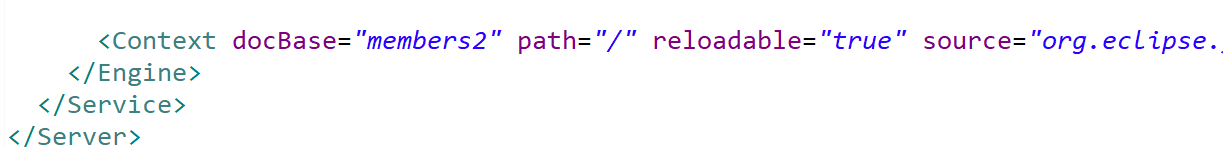 <Context docBase="members2" path="/" reloadable="true" source="org.eclipse.
</Engine>
</Service>
</Server>